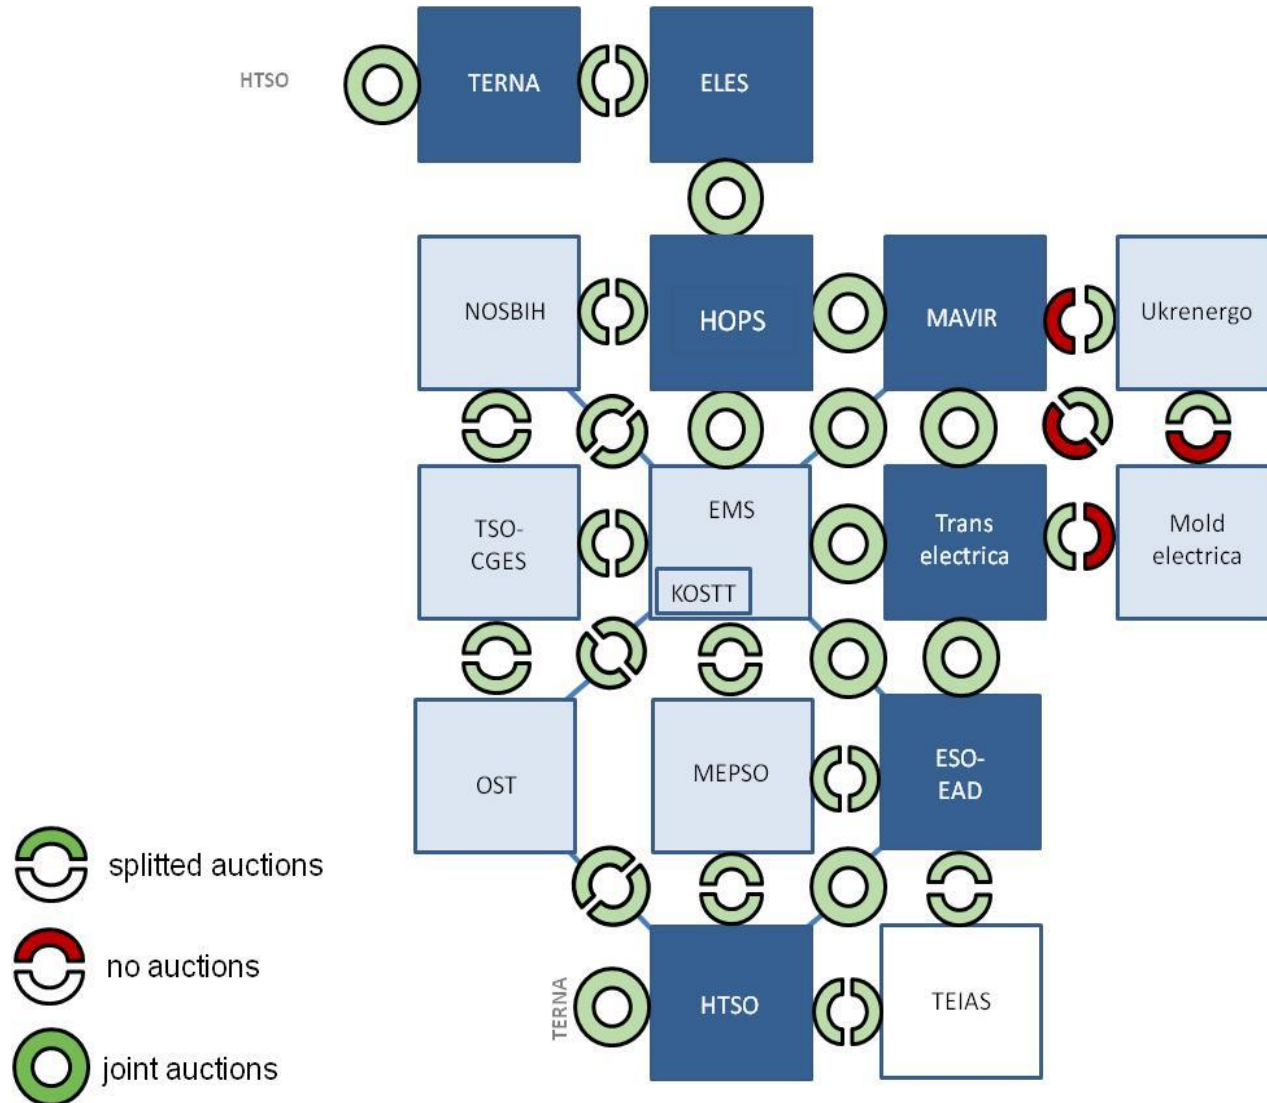 HTSO
TERNA
ELES
NOSBIH
HOPS
MAVIR
Ukrenergo
TSO-
CGES
EMS
KOSTT
Trans
electrica
Mold
electrica
OST
MEPSO
ESO-
EAD
splitted auctions
no auctions
joint auctions
TERNA
HTSO
TEIAS